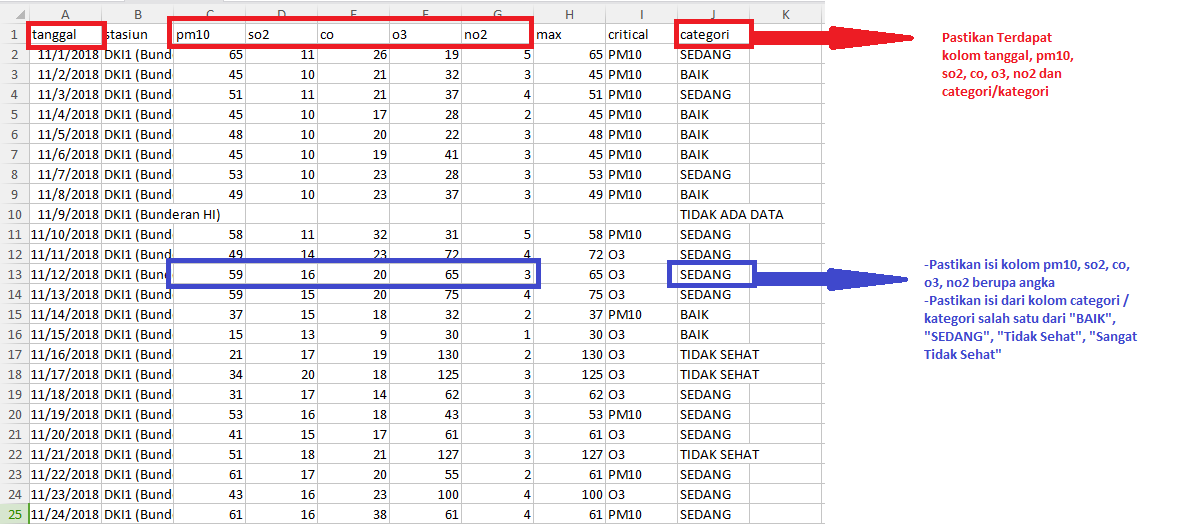 A B C D E F G H I J K
1 tanggal stasiun pm10 so2 co o3 no2 max critical categori
2 11/1/2018 DKI1 (Bund 65 11 26 19 5 65 PM10 SEDANG
3 11/2/2018 DKI1 (Bund 45 10 21 32 3 45 PM10 BAIK
4 11/3/2018 DKI1 (Bund 51 11 21 37 4 51 PM10 SEDANG
5 11/4/2018 DKI1 (Bund 45 10 17 28 2 45 PM10 BAIK
6 11/5/2018 DKI1 (Bund 48 10 20 22 3 48 PM10 BAIK
7 11/6/2018 DKI1 (Bund 45 10 19 41 3 45 PM10 BAIK
8 11/7/2018 DKI1 (Bund 53 10 23 28 3 53 PM10 SEDANG
9 11/8/2018 DKI1 (Bund 49 10 23 37 3 49 PM10 BAIK
10 11/9/2018 DKI1 (Bunderan HI) TIDAK ADA DATA
11 11/10/2018 DKI1 (Bund 58 11 32 31 5 58 PM10 SEDANG
12 11/11/2018 DKI1 (Bund 49 14 23 72 4 72 O3 SEDANG
13 11/12/2018 DKI1 (Bund 59 16 20 65 3 65 O3 SEDANG
14 11/13/2018 DKI1 (Bund 59 15 20 75 4 75 O3 SEDANG
15 11/14/2018 DKI1 (Bund 37 15 18 32 2 37 PM10 BAIK
16 11/15/2018 DKI1 (Bund 15 13 9 30 1 30 O3 BAIK
17 11/16/2018 DKI1 (Bund 21 17 19 130 2 130 O3 TIDAK SEHAT
18 11/17/2018 DKI1 (Bund 34 20 18 125 3 125 O3 TIDAK SEHAT
19 11/18/2018 DKI1 (Bund 31 17 14 62 3 62 O3 SEDANG
20 11/19/2018 DKI1 (Bund 53 16 18 43 3 53 PM10 SEDANG
21 11/20/2018 DKI1 (Bund 41 15 17 61 3 61 O3 SEDANG
22 11/21/2018 DKI1 (Bund 51 18 21 127 3 127 O3 TIDAK SEHAT
23 11/22/2018 DKI1 (Bund 61 17 20 55 2 61 PM10 SEDANG
24 11/23/2018 DKI1 (Bund 43 16 23 100 4 100 O3 SEDANG
25 11/24/2018 DKI1 (Bund 61 16 38 61 4 61 PM10 SEDANG
Pastikan Terdapat
kolom tanggal, pm10,
so2, co, o3, no2 dan
categori/kategori
-Pastikan isi kolom pm10, so2, co,
o3, no2 berupa angka
-Pastikan isi dari kolom categori /
kategori salah satu dari "BAIK",
"SEDANG", "Tidak Sehat", "Sangat
Tidak Sehat"